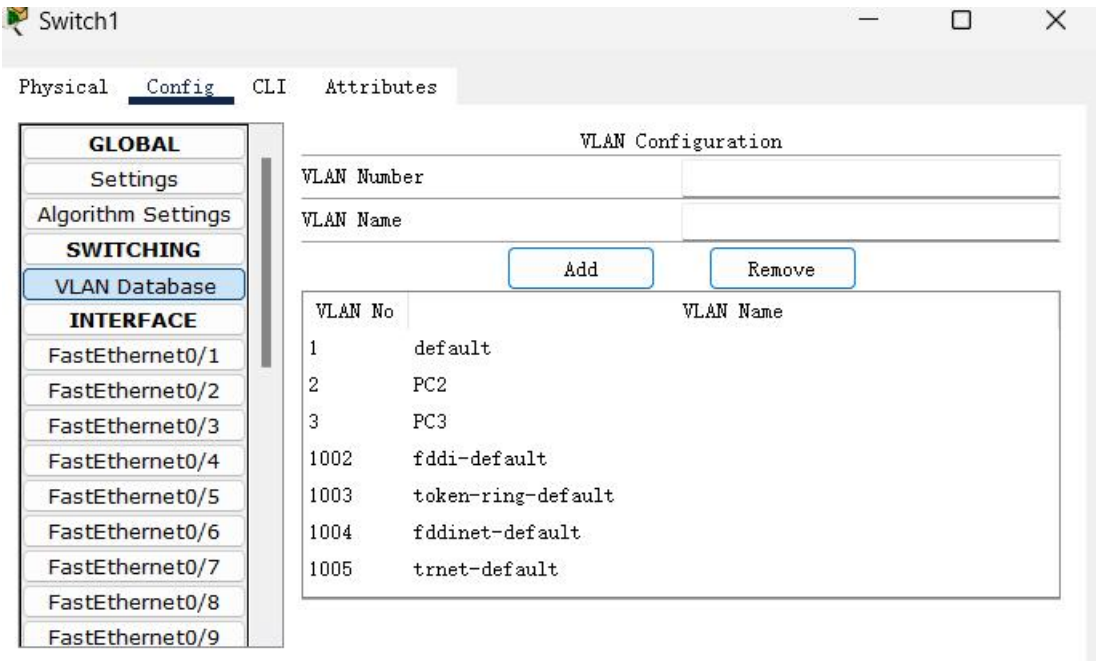 Switch1
Physical Config CLI Attributes
GLOBAL
Settings
Algorithm Settings
SWITCHING
VLAN Database
INTERFACE
FastEthernet0/1
FastEthernet0/2
FastEthernet0/3
FastEthernet0/4
FastEthernet0/5
FastEthernet0/6
FastEthernet0/7
FastEthernet0/8
FastEthernet0/9
VLAN Configuration
VLAN Number
VLAN Name
Add Remove
VLAN No VLAN Name
1 default
2 PC2
3 PC3
1002 fddi-default
1003 token-ring-default
1004 fddinet-default
1005 trnet-default